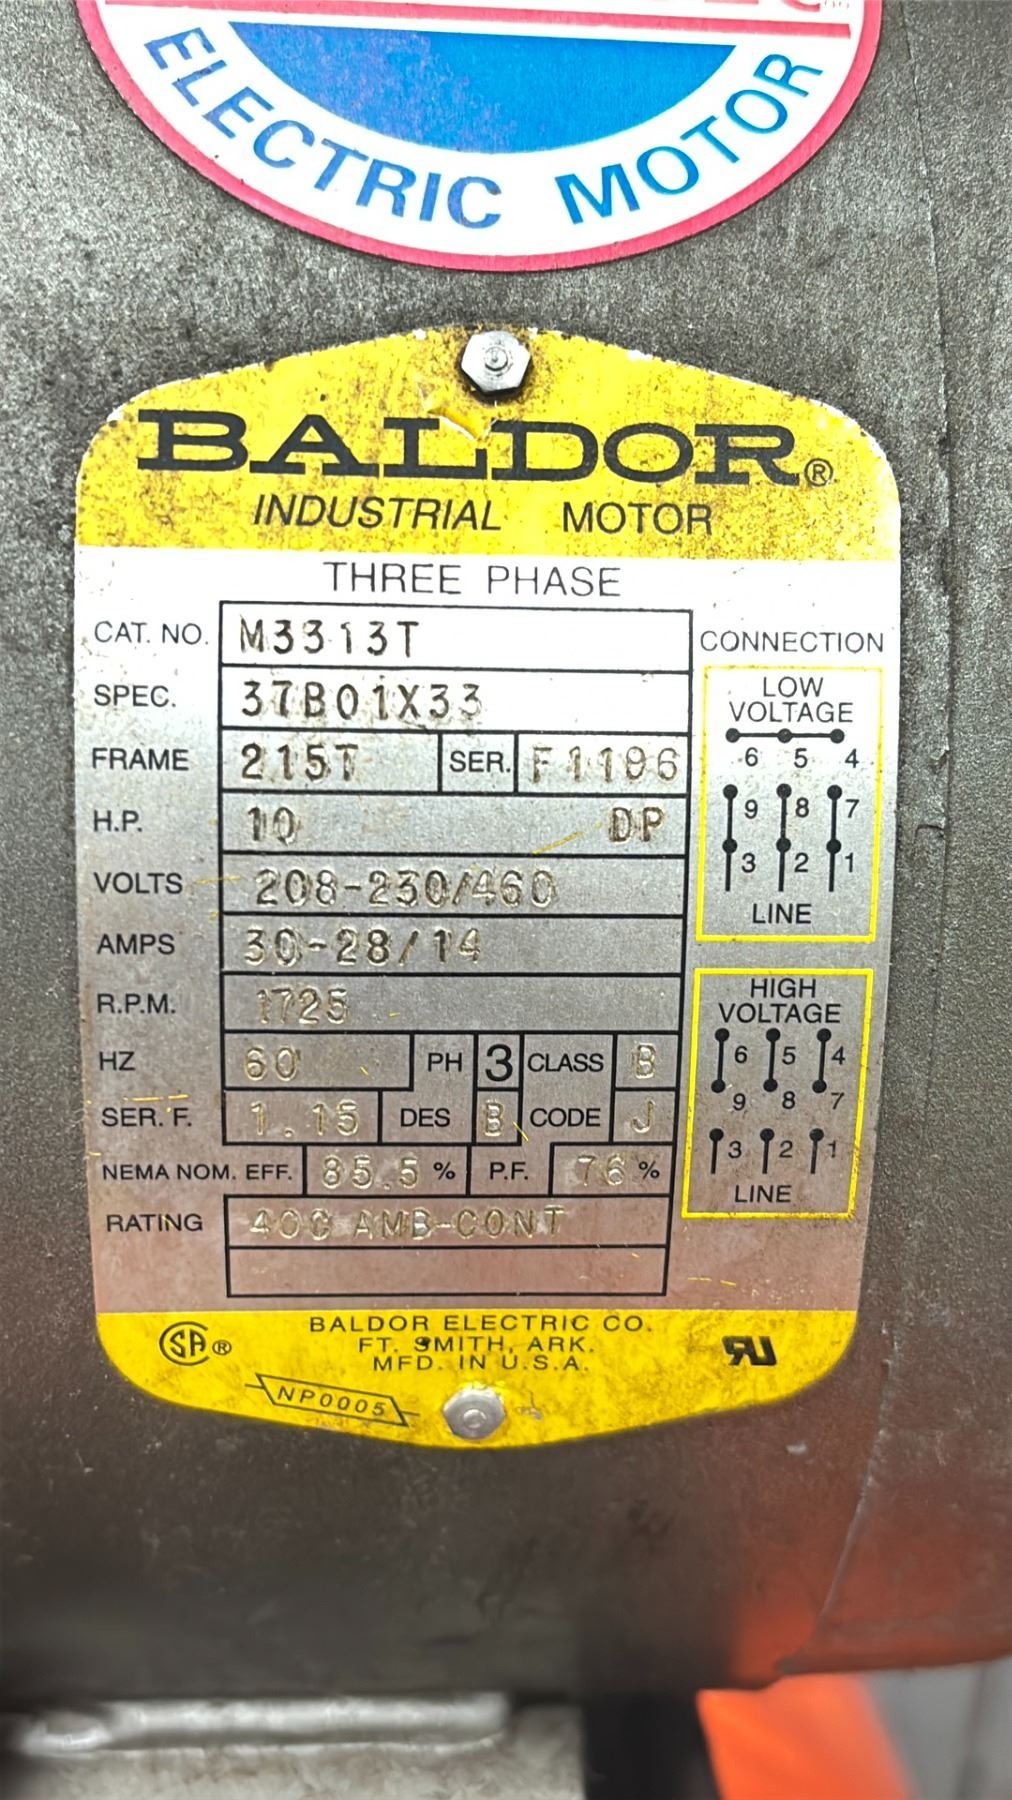 ELECTRIC MOTOR
BALDOR®
INDUSTRIAL MOTOR
THREE PHASE
CAT. NO. M3313T
SPEC. 37B01X33
FRAME 215T SER. F1196
H.P. 10 DP
VOLTS 208-230/460
AMPS 30-28/14
R.P.M. 1725
HZ 60 PH 3 CLASS B
SER. F. 1.15 DES B CODE J
NEMA NOM. EFF. 85.5 % P.F. 76 %
RATING 40C AMB-CONT
CONNECTION
LOW
VOLTAGE
6 5 4
9 8 7
3 2 1
LINE
HIGH
VOLTAGE
6 5 4
9 8 7
3 2 1
LINE
SA®
BALDOR ELECTRIC CO.
FT. SMITH, ARK.
MFD. IN U.S.A.
NP0005